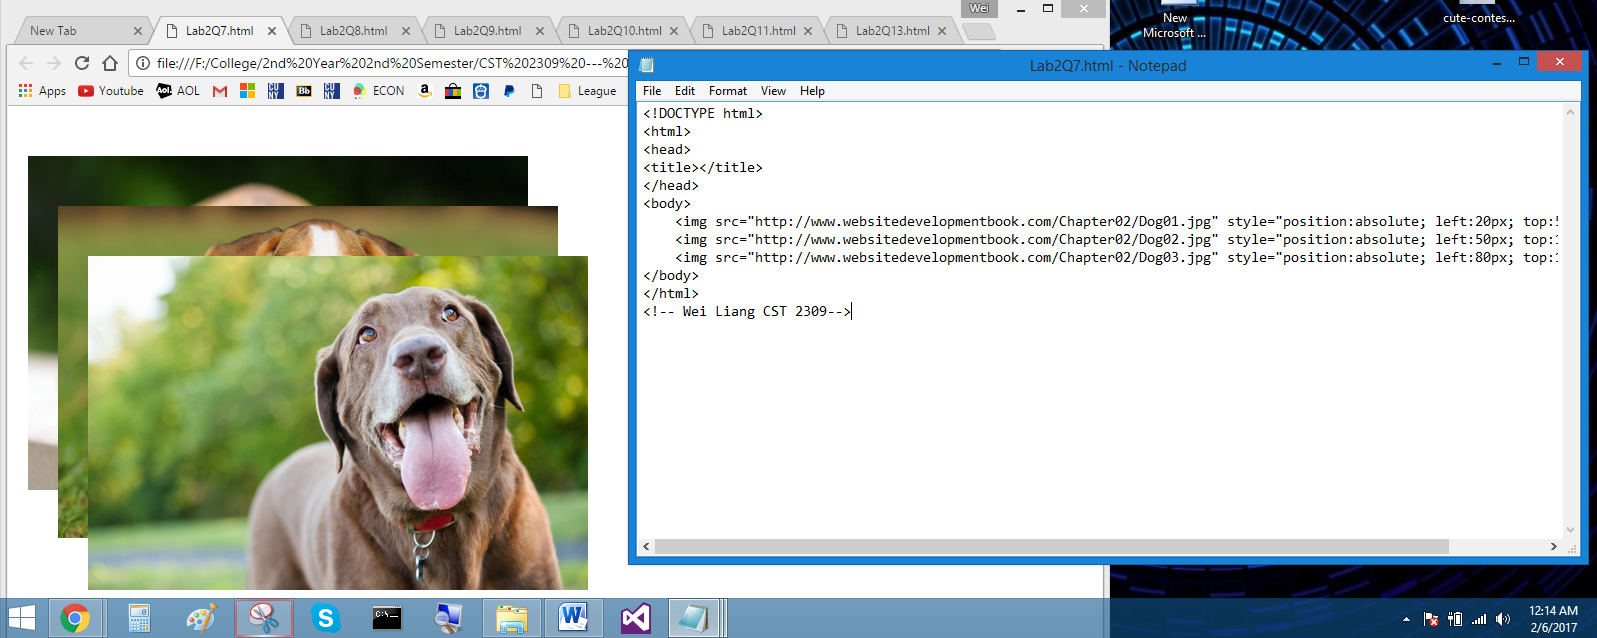 Wei
New Tab
Lab2Q7.html
Lab2Q8.html
Lab2Q9.html
Lab2Q10.html
Lab2Q11.html
Lab2Q13.html
file:///F:/College/2nd%20Year%202nd%20Semester/CST%202309%20---%20
Apps
Youtube
AOL
Bb
ECON
League
New
Microsoft ...
cute-contes...
Lab2Q7.html - Notepad
File Edit Format View Help
<!DOCTYPE html>
<html>
<head>
<title></title>
</head>
<body>
<img src="http://www.websitedevelopmentbook.com/Chapter02/Dog01.jpg" style="position:absolute; left:20px; top:5
<img src="http://www.websitedevelopmentbook.com/Chapter02/Dog02.jpg" style="position:absolute; left:50px; top:1
<img src="http://www.websitedevelopmentbook.com/Chapter02/Dog03.jpg" style="position:absolute; left:80px; top:1
</body>
</html>
<!-- Wei Liang CST 2309-->
12:14 AM
2/6/2017